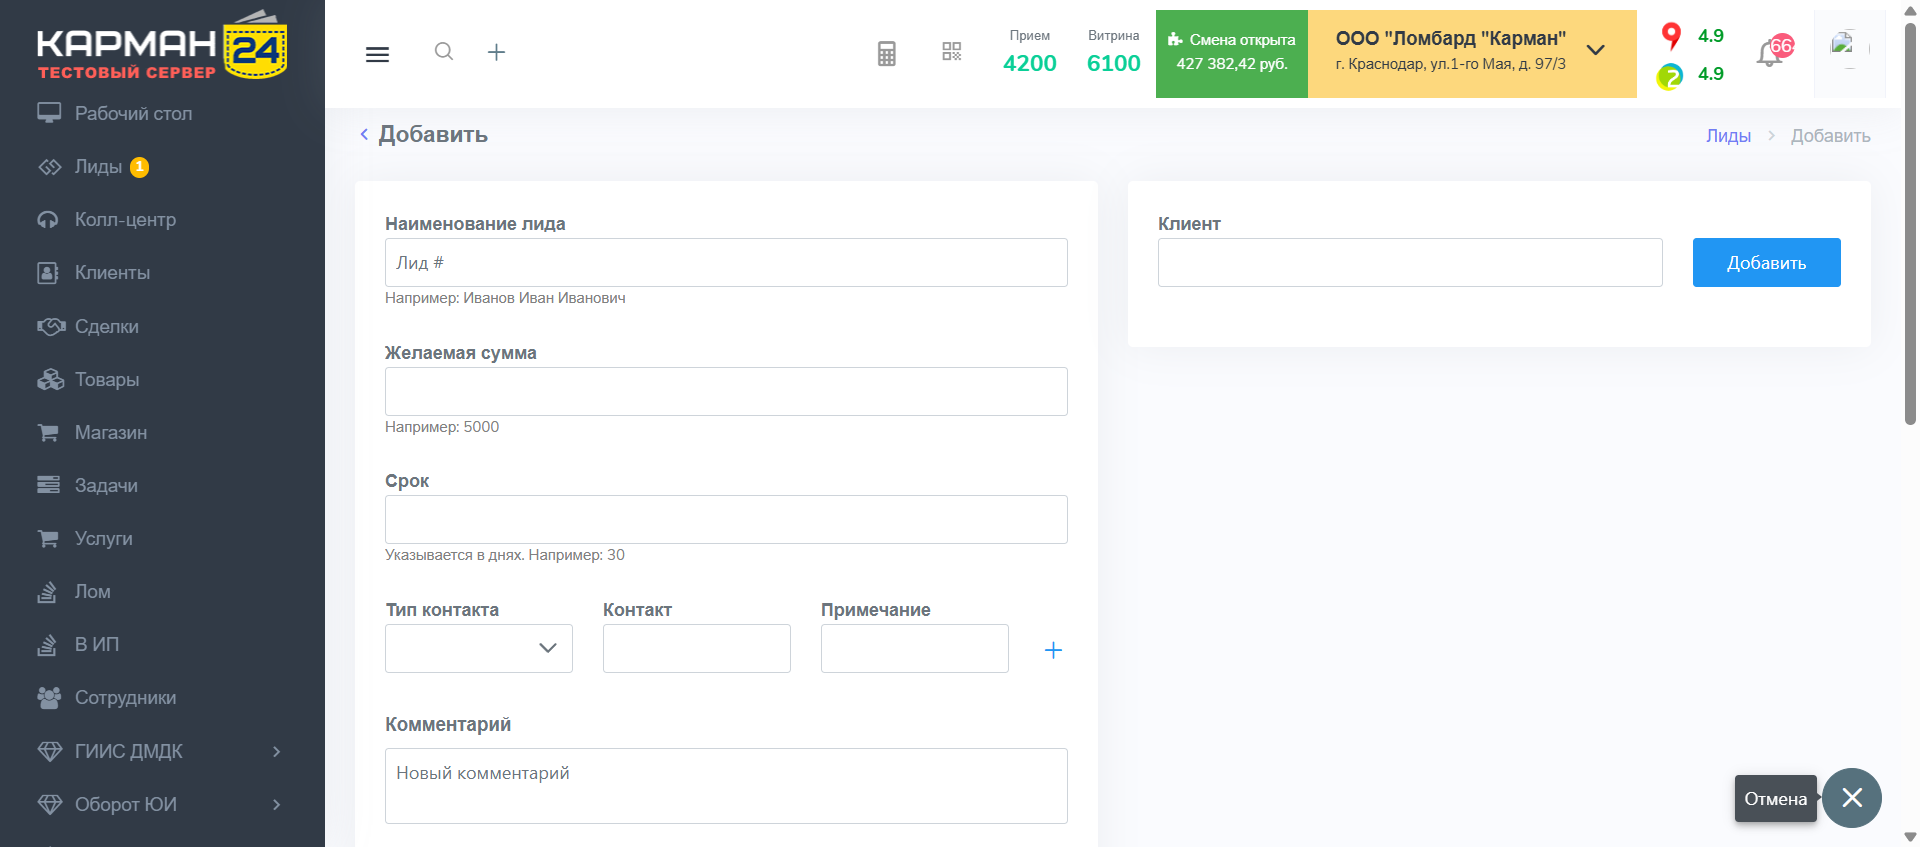 КАРМАН 24
ТЕСТОВЫЙ СЕРВЕР
Рабочий стол
Лиды 1
Колл-центр
Клиенты
Сделки
Товары
Магазин
Задачи
Услуги
Лом
В ИП
Сотрудники
ГИИС ДМДК
Оборот ЮИ
Прием
4200
Витрина
6100
Смена открыта
427 382,42 руб.
ООО "Ломбард "Карман"
г. Краснодар, ул.1-го Мая, д. 97/3
4.9
4.9
Добавить
Лиды > Добавить
Наименование лида
Лид #
Например: Иванов Иван Иванович
Желаемая сумма
Например: 5000
Срок
Указывается в днях. Например: 30
Тип контакта
Контакт
Примечание
Комментарий
Новый комментарий
Клиент
Добавить
Отмена